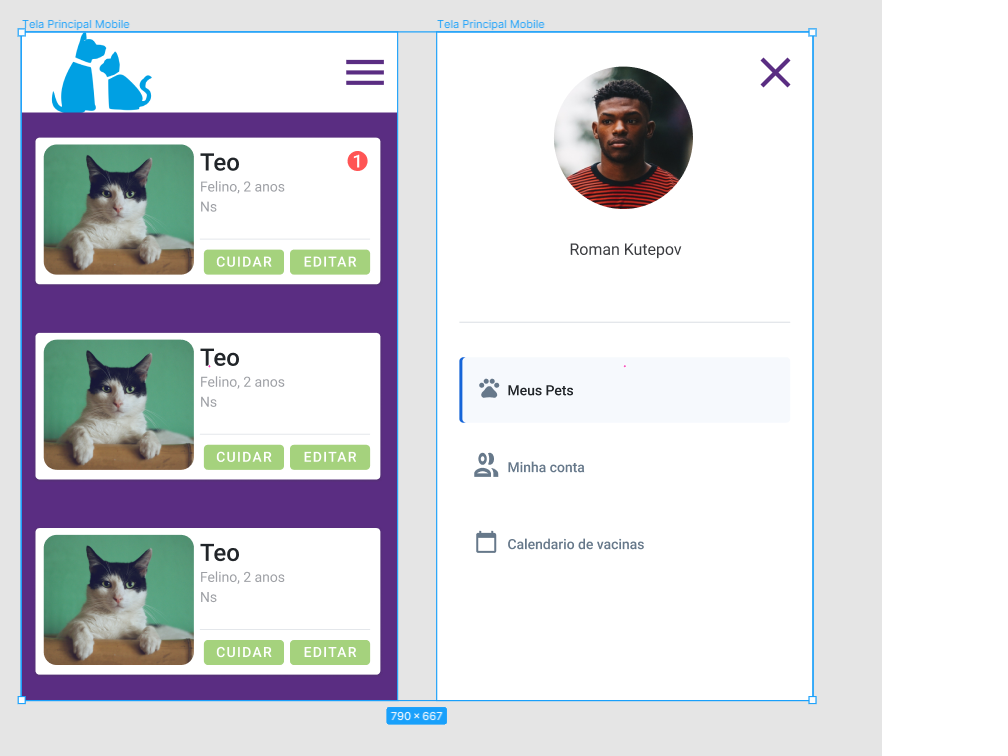 Tela Principal Mobile
Teo
1
Felino, 2 anos
Ns
CUIDAR EDITAR
Teo
Felino, 2 anos
Ns
CUIDAR EDITAR
Teo
Felino, 2 anos
Ns
CUIDAR EDITAR
Tela Principal Mobile
Roman Kutepov
Meus Pets
Minha conta
Calendario de vacinas
790 × 667